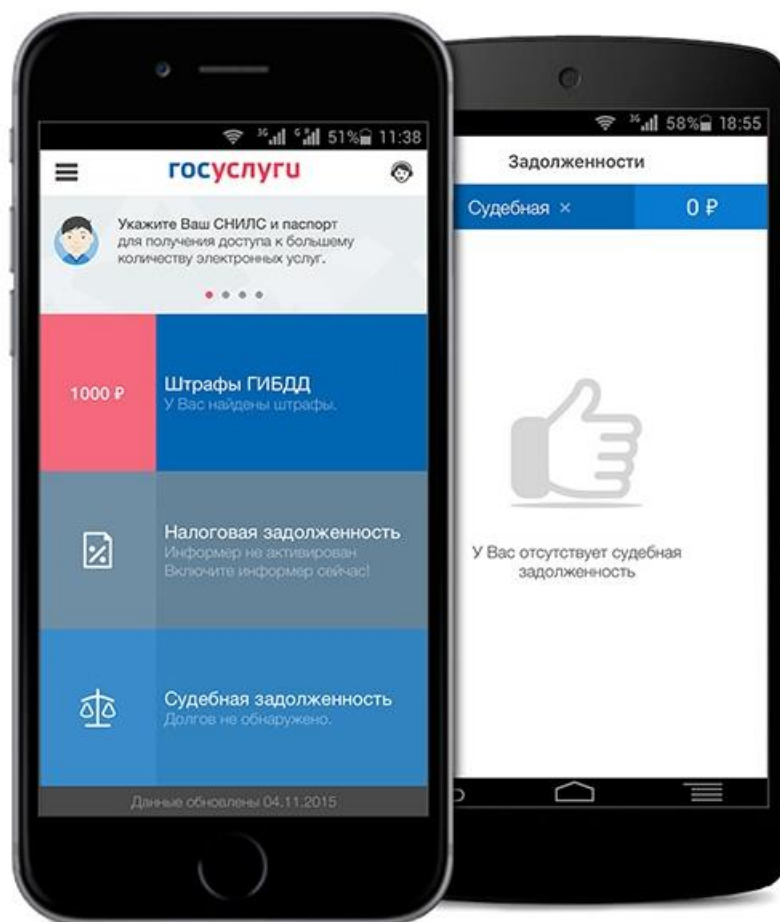 3G G R 51% 11:38
госуслуги
Укажите Ваш СНИЛС и паспорт
для получения доступа к большему
количеству электронных услуг.
1000 ₽
Штрафы ГИБДД
У Вас найдены штрафы.
Налоговая задолженность
Информер не активирован
Включите информер сейчас!
Судебная задолженность
Долгов не обнаружено.
Данные обновлены 04.11.2015
3G 58% 18:55
Задолженности
Судебная × 0 ₽
У Вас отсутствует судебная
задолженность